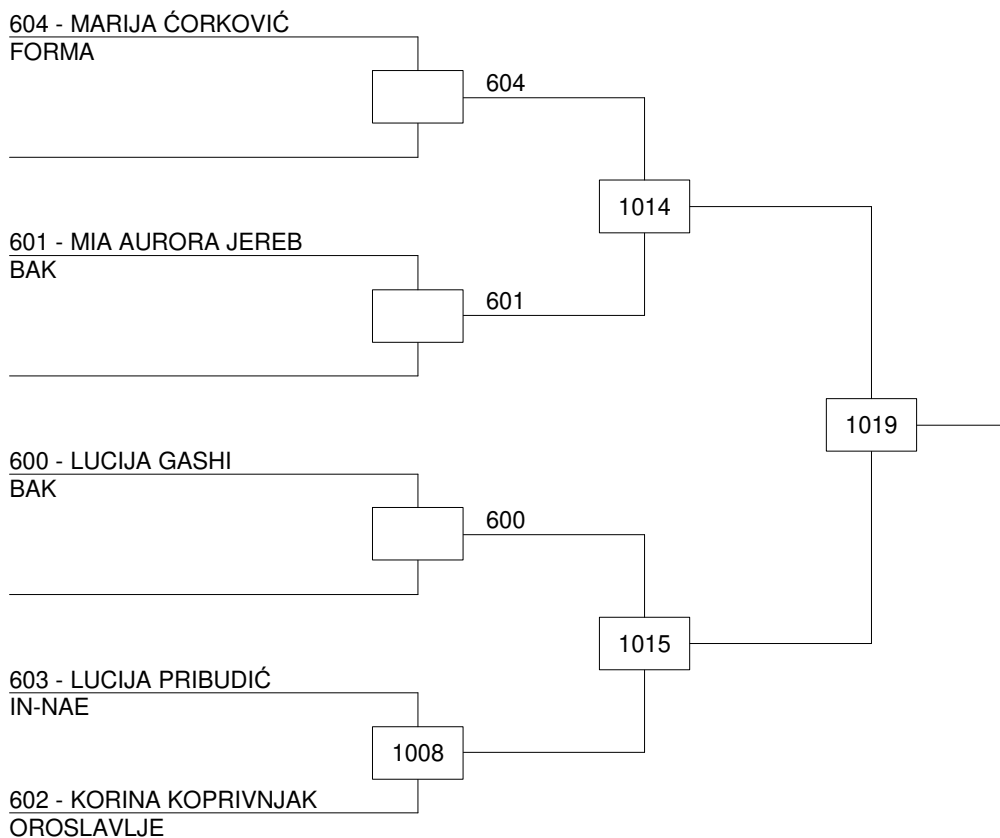 604 - MARIJA ĆORKOVIĆ
FORMA
604
1014
601 - MIA AURORA JEREB
BAK
601
1019
600 - LUCIJA GASHI
BAK
600
1015
603 - LUCIJA PRIBUDIĆ
IN-NAE
1008
602 - KORINA KOPRIVNJAK
OROSLAVLJE